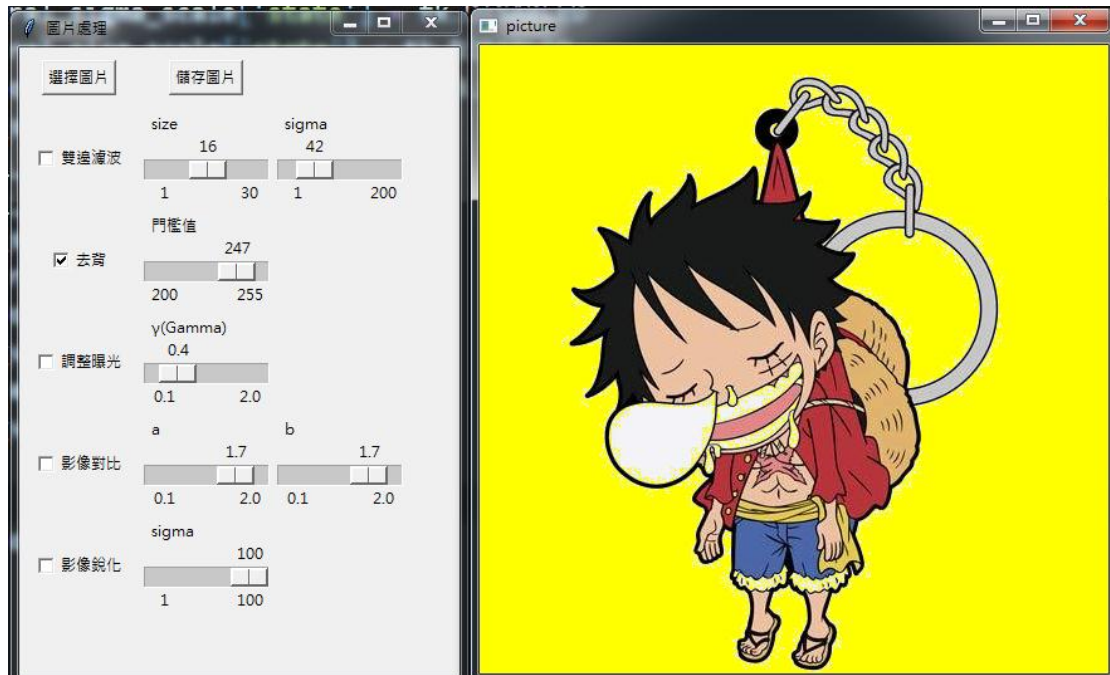 圖片處理
選擇圖片 儲存圖片
size sigma
16 42
雙邊濾波
1 30 1 200
門檻值
247
去背
200 255
γ(Gamma)
0.4
調整曝光
0.1 2.0
a b
1.7 1.7
影像對比
0.1 2.0 0.1 2.0
sigma
100
影像銳化
1 100
picture